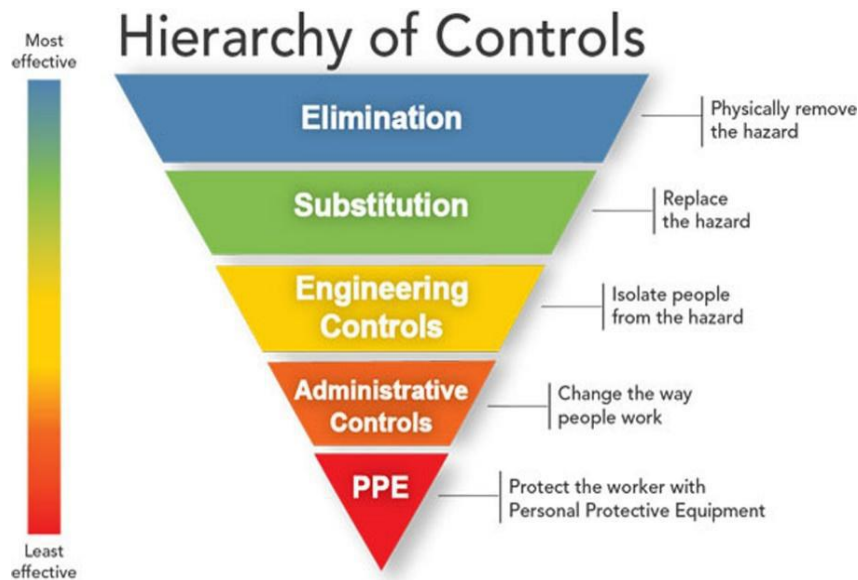 Hierarchy of Controls
Most
effective
Elimination
Physically remove
the hazard
Substitution
Replace
the hazard
Engineering
Controls
Isolate people
from the hazard
Administrative
Controls
Change the way
people work
PPE
Protect the worker with
Personal Protective Equipment
Least
effective